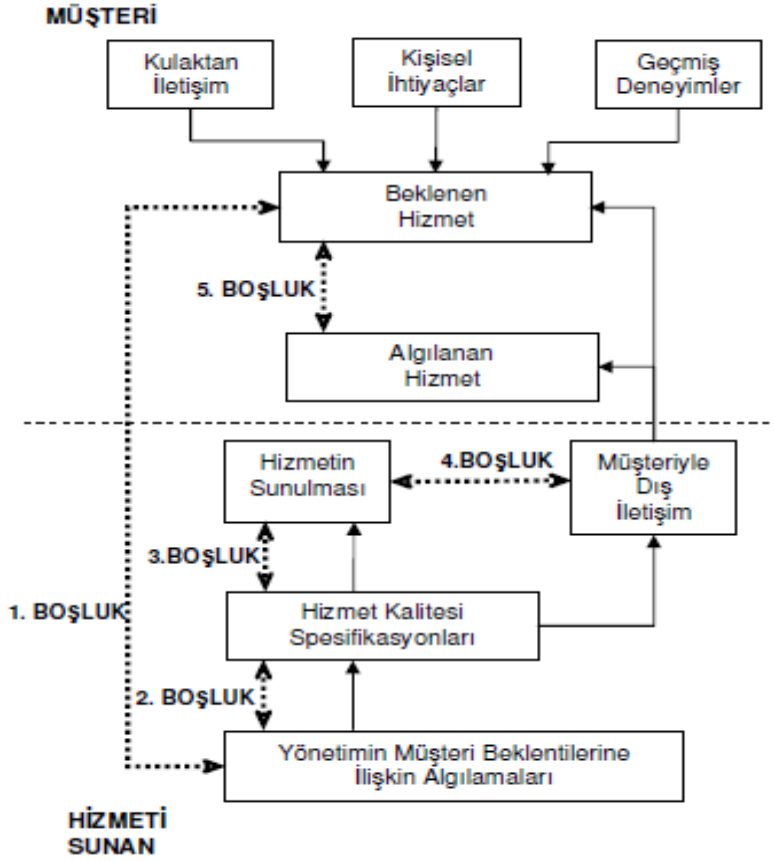 MÜŞTERİ
Kulaktan
İletişim
Kişisel
İhtiyaçlar
Geçmiş
Deneyimler
Beklenen
Hizmet
5. BOŞLUK
Algılanan
Hizmet
Hizmetin
Sunulması
4.BOŞLUK
Müşteriyle
Dış
İletişim
3.BOŞLUK
1. BOŞLUK
Hizmet Kalitesi
Spesifikasyonları
2. BOŞLUK
Yönetimin Müşteri Beklentilerine
İlişkin Algılamaları
HİZMETİ
SUNAN